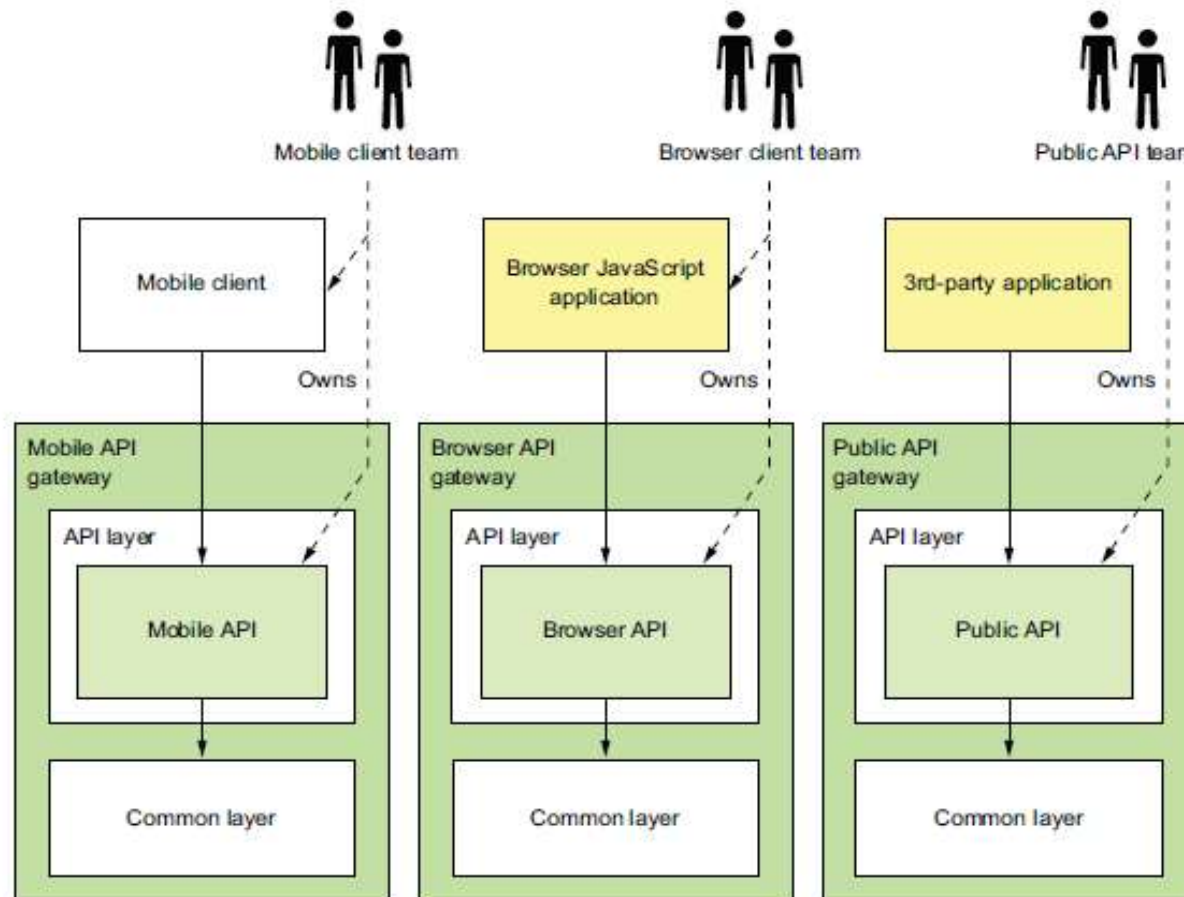 Mobile client team
Browser client team
Public API team
Mobile client
Browser JavaScript
application
3rd-party application
Owns
Owns
Owns
Mobile API
gateway
Browser API
gateway
Public API
gateway
API layer
API layer
API layer
Mobile API
Browser API
Public API
Common layer
Common layer
Common layer